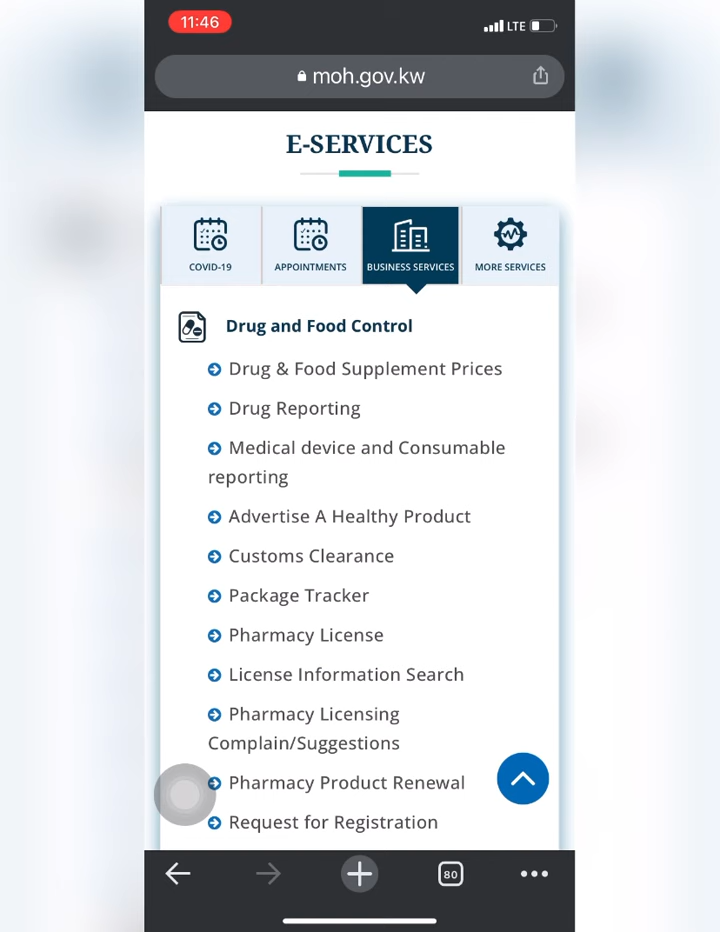 11:46
LTE
moh.gov.kw
E-SERVICES
COVID-19
APPOINTMENTS
BUSINESS SERVICES
MORE SERVICES
Drug and Food Control
Drug & Food Supplement Prices
Drug Reporting
Medical device and Consumable
reporting
Advertise A Healthy Product
Customs Clearance
Package Tracker
Pharmacy License
License Information Search
Pharmacy Licensing
Complain/Suggestions
Pharmacy Product Renewal
Request for Registration
80